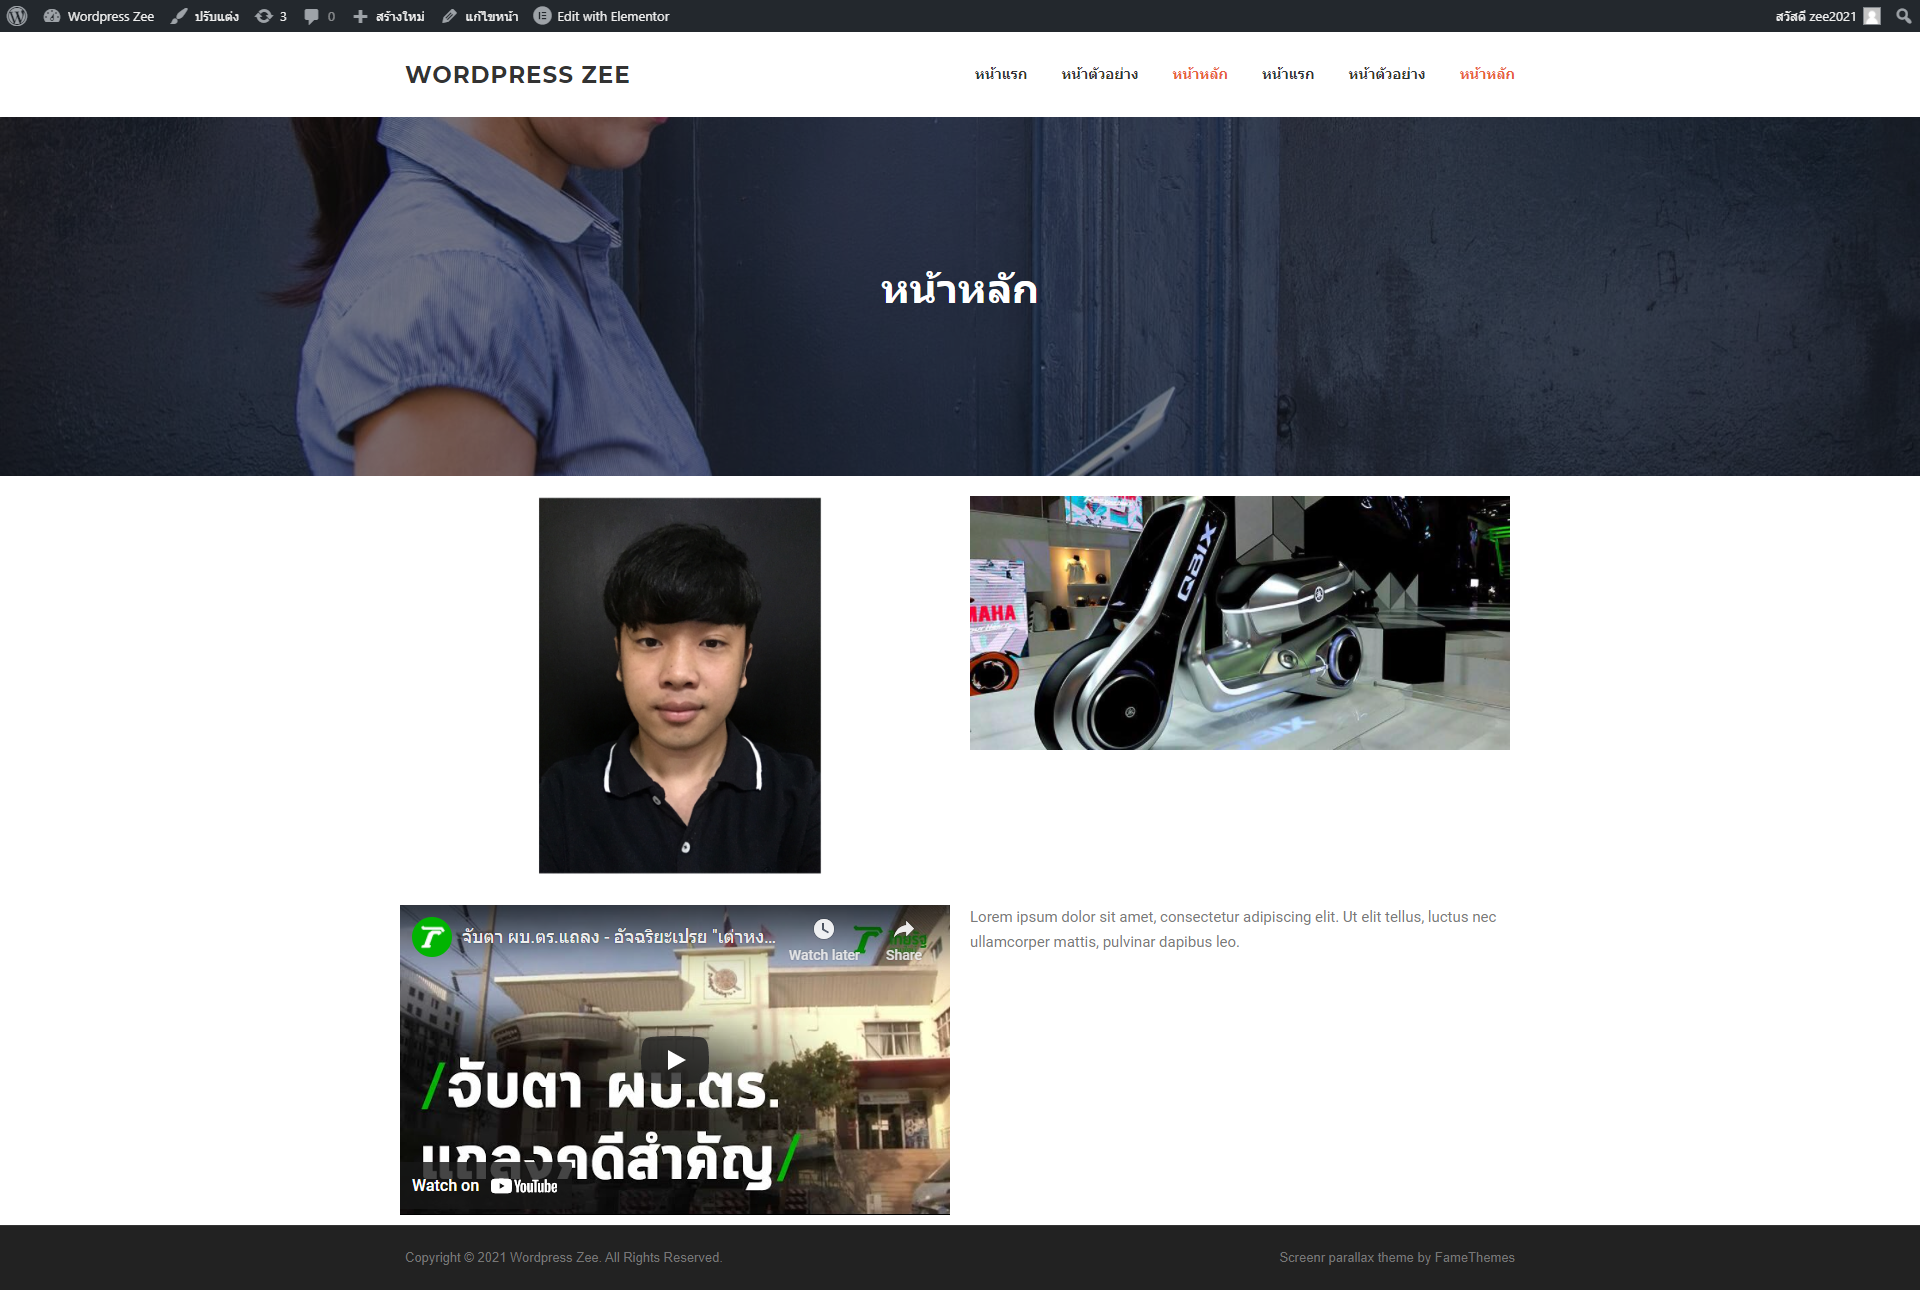 Wordpress Zee ปรับแต่ง 3 0 สร้างใหม่ แก้ไขหน้า Edit with Elementor สวัสดี zee2021
WORDPRESS ZEE
หน้าแรก หน้าตัวอย่าง หน้าหลัก หน้าแรก หน้าตัวอย่าง หน้าหลัก
หน้าหลัก
QBIX
MAHA
จับตา ผบ.ตร.แถลง - อัจฉริยะเปรย "เต่าหง...
Watch later
Share
/จับตา ผบ.ตร.
แถลงคดีสำคัญ/
Watch on YouTube
Lorem ipsum dolor sit amet, consectetur adipiscing elit. Ut elit tellus, luctus nec
ullamcorper mattis, pulvinar dapibus leo.
Copyright © 2021 Wordpress Zee. All Rights Reserved.
Screenr parallax theme by FameThemes